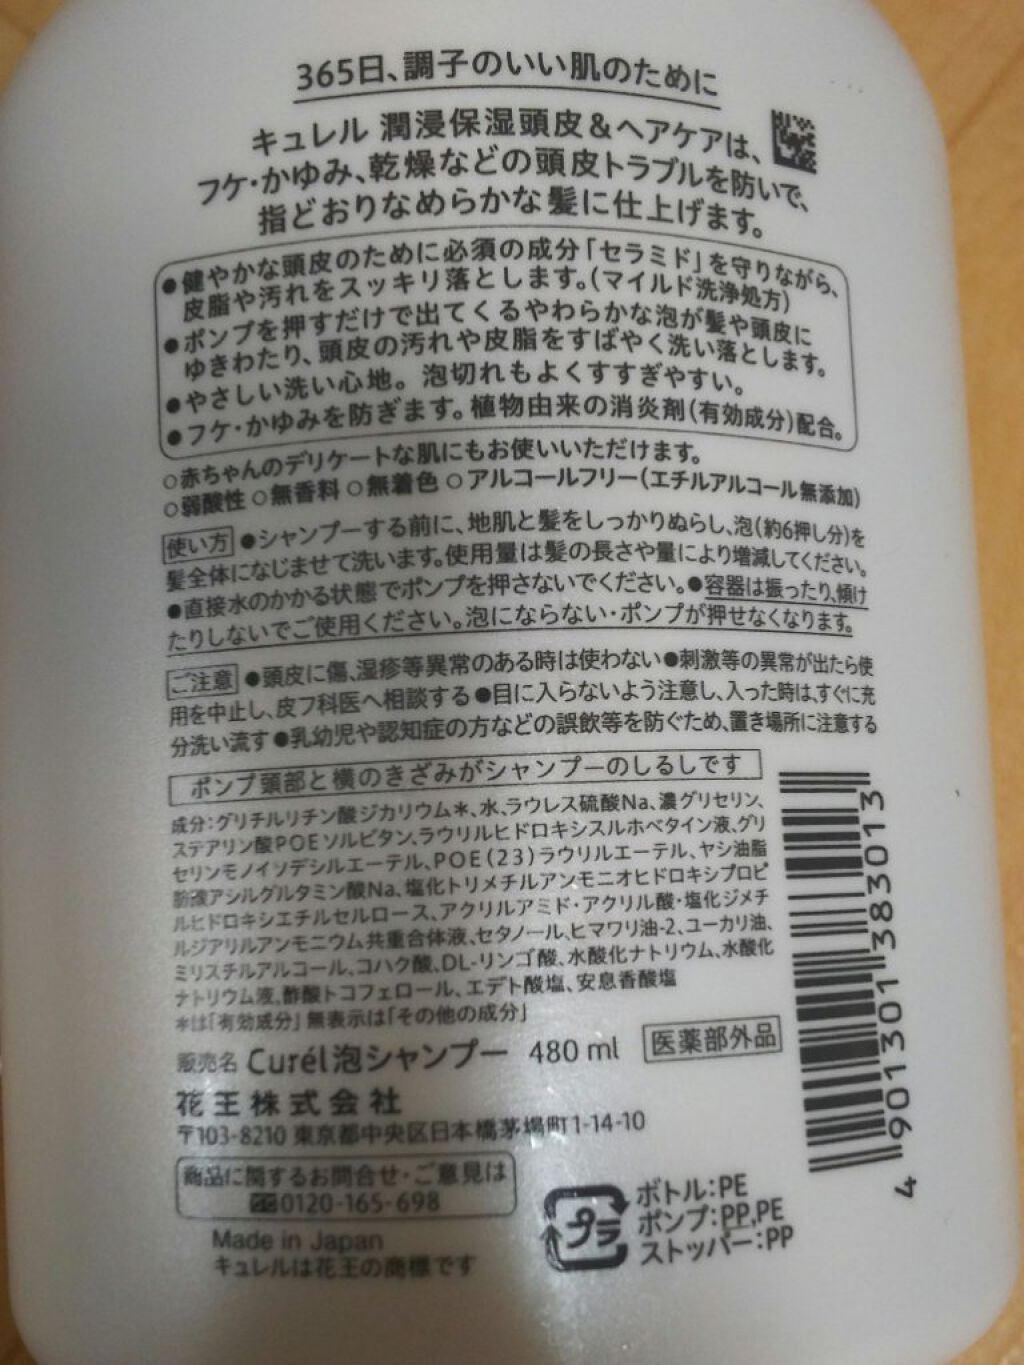 365日、調子のいい肌のために
キュレル 潤浸保湿頭皮&ヘアケアは、
フケ・かゆみ、乾燥などの頭皮トラブルを防いで、
指どおりなめらかな髪に仕上げます。
●健やかな頭皮のために必須の成分「セラミド」を守りながら、
皮脂や汚れをスッキリ落とします。(マイルド洗浄処方)
●ポンプを押すだけで出てくるやわらかな泡が髪や頭皮に
ゆきわたり、頭皮の汚れや皮脂をすばやく洗い落とします。
●やさしい洗い心地。泡切れもよくすすぎやすい。
●フケ・かゆみを防ぎます。植物由来の消炎剤(有効成分)配合。
○赤ちゃんのデリケートな肌にもお使いいただけます。
○弱酸性 ○無香料 ○無着色 ○アルコールフリー(エチルアルコール無添加)
使い方 ●シャンプーする前に、地肌と髪をしっかりぬらし、泡(約6押し分)を
髪全体になじませて洗います。使用量は髪の長さや量により増減してください。
●直接水のかかる状態でポンプを押さないでください。●容器は振ったり、傾け
たりしないでご使用ください。泡にならない・ポンプが押せなくなります。
ご注意 ●頭皮に傷、湿疹等異常のある時は使わない●刺激等の異常が出たら使
用を中止し、皮フ科医へ相談する●目に入らないよう注意し、入った時は、すぐに充
分洗い流す●乳幼児や認知症の方などの誤飲等を防ぐため、置き場所に注意する
ポンプ頭部と横のきざみがシャンプーのしるしです
成分:グリチルリチン酸ジカリウム*、水、ラウレス硫酸Na、濃グリセリン、
ステアリン酸POEソルビタン、ラウリルヒドロキシスルホベタイン液、グリ
セリンモノイソデシルエーテル、POE(23)ラウリルエーテル、ヤシ油脂
肪酸アシルグルタミン酸Na、塩化トリメチルアンモニオヒドロキシプロピ
ルヒドロキシエチルセルロース、アクリルアミド・アクリル酸・塩化ジメチ
ルジアリルアンモニウム共重合体液、セタノール、ヒマワリ油-2、ユーカリ油、
ミリスチルアルコール、コハク酸、DL-リンゴ酸、水酸化ナトリウム、水酸化
ナトリウム液、酢酸トコフェロール、エデト酸塩、安息香酸塩
*は「有効成分」無表示は「その他の成分」
販売名 Curél泡シャンプー 480 ml 医薬部外品
花王株式会社
〒103-8210 東京都中央区日本橋茅場町1-14-10
商品に関するお問合せ・ご意見は
0120-165-698
Made in Japan
キュレルは花王の商標です
プラ
ボトル:PE
ポンプ:PP,PE
ストッパー:PP
4901301383013